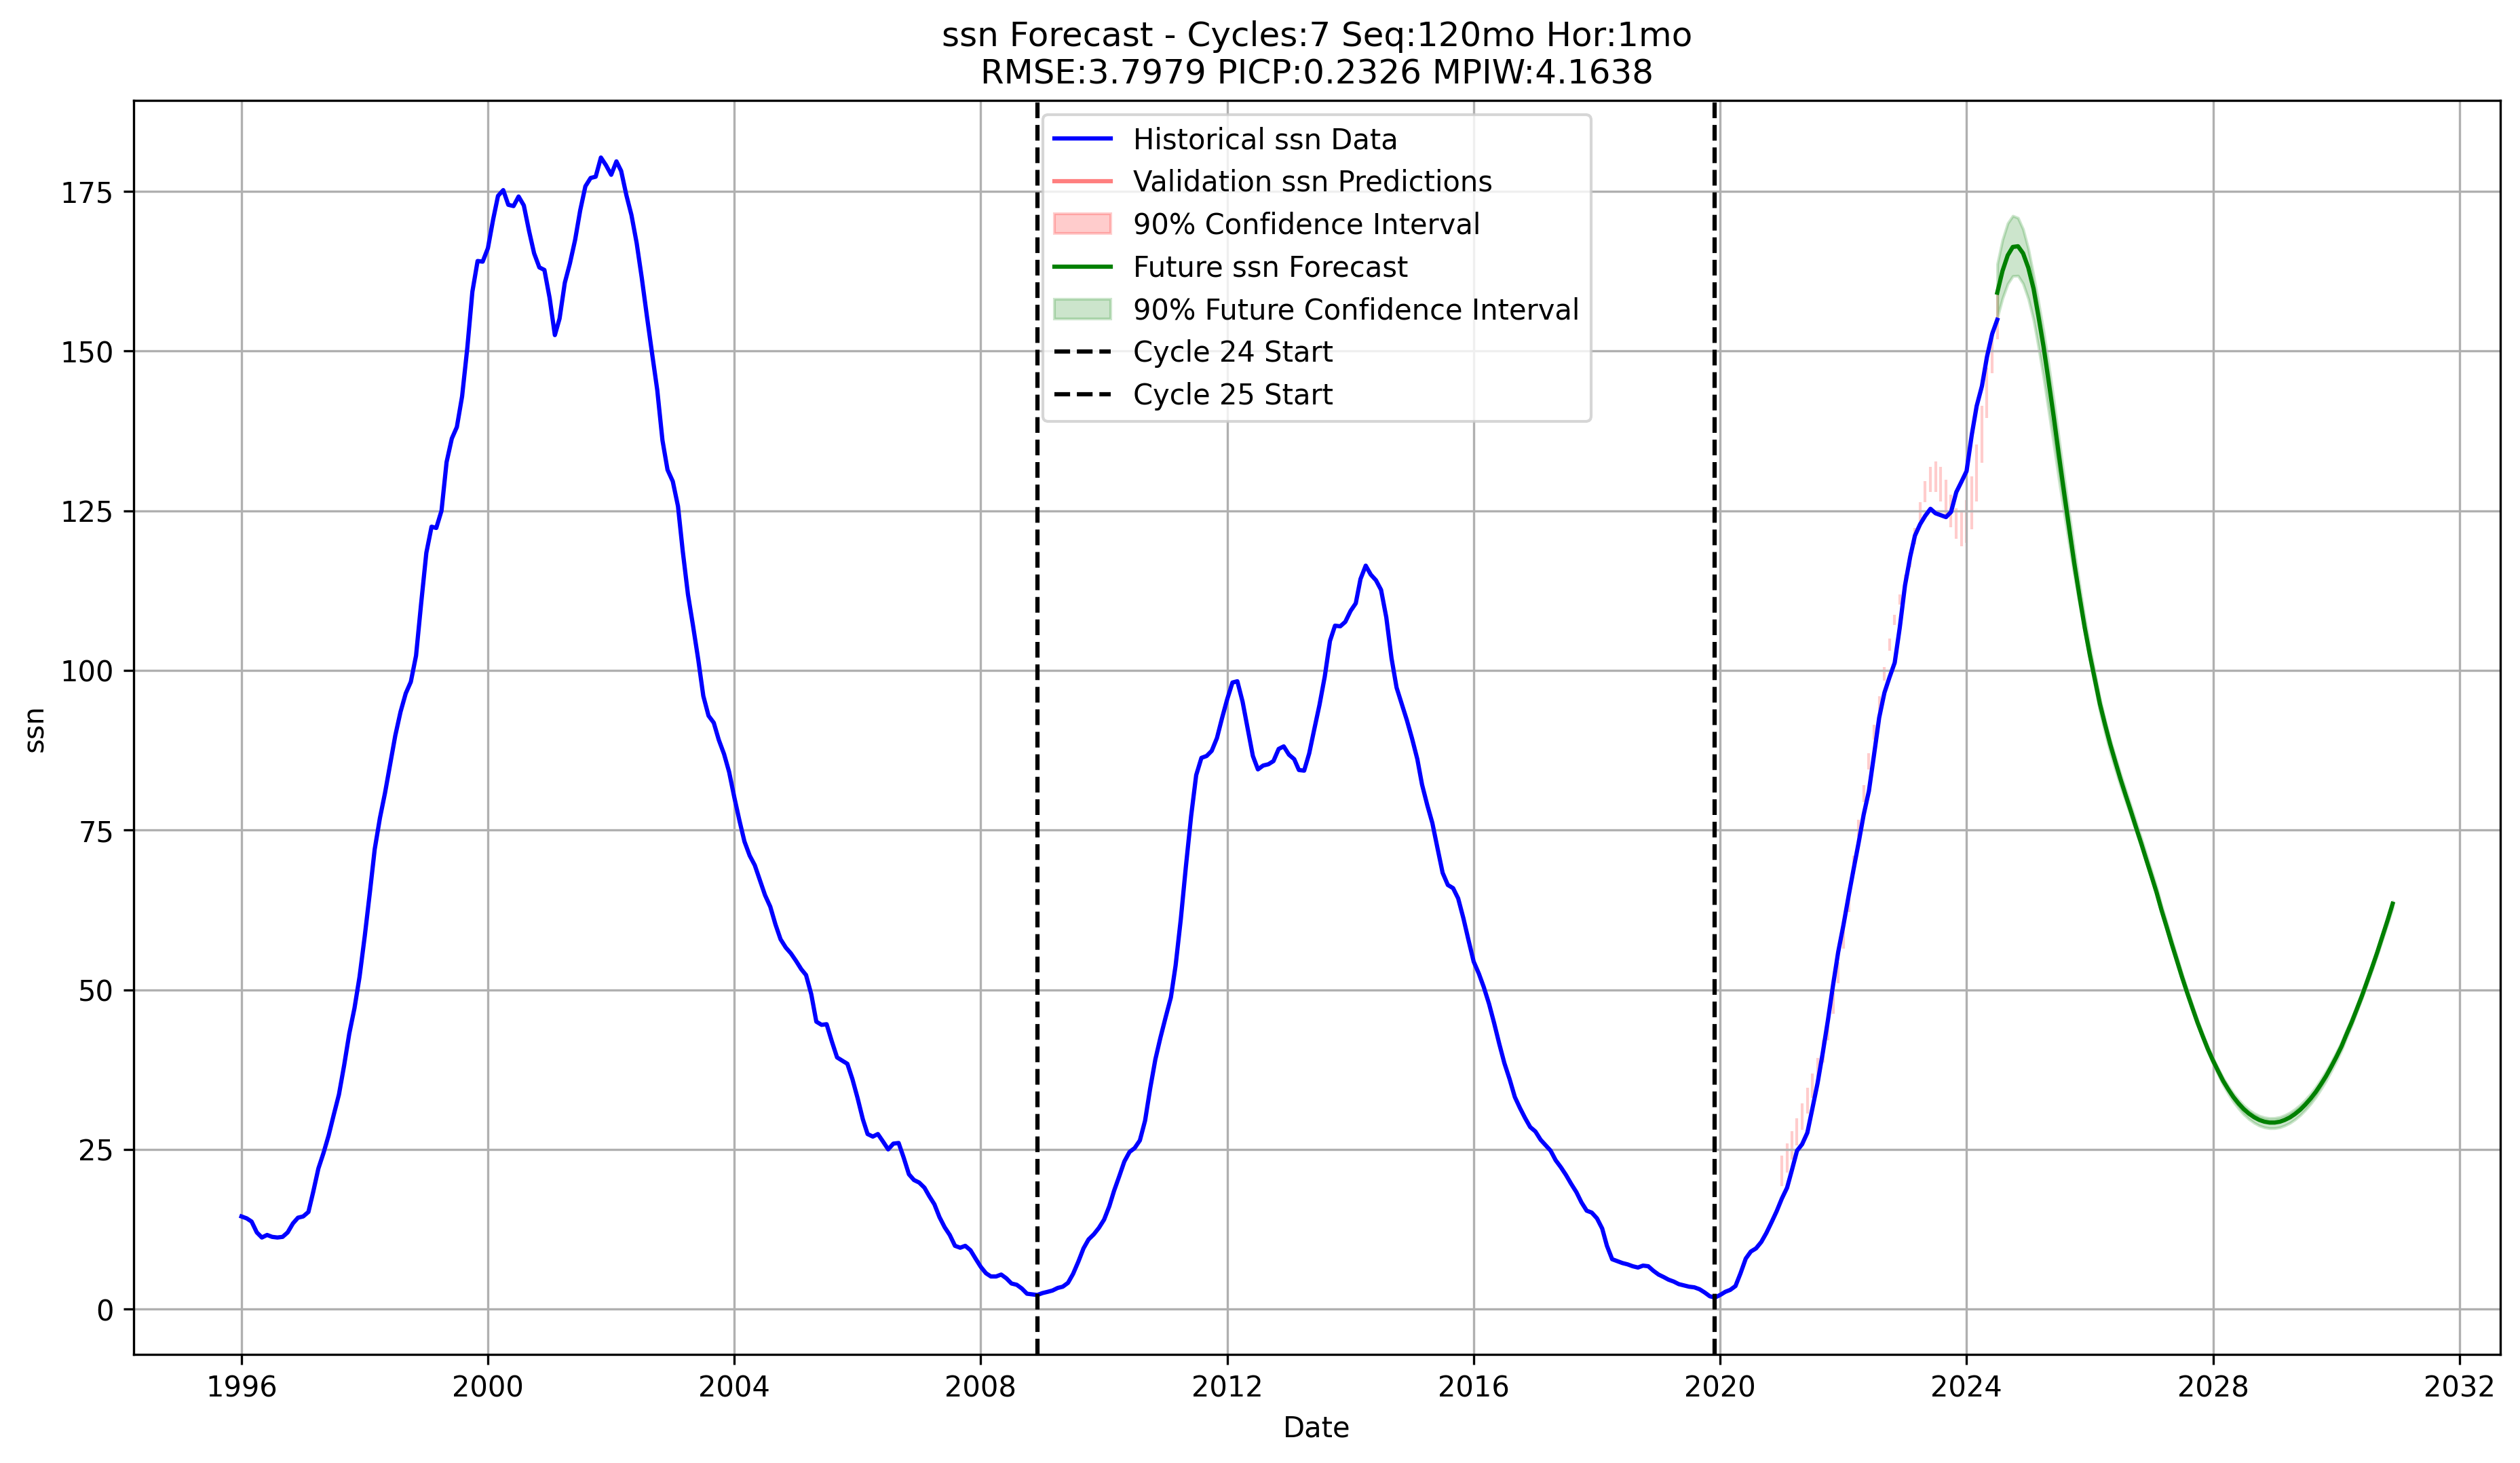 ssn Forecast - Cycles:7 Seq:120mo Hor:1mo
RMSE:3.7979 PICP:0.2326 MPIW:4.1638
Historical ssn Data
Validation ssn Predictions
90% Confidence Interval
Future ssn Forecast
90% Future Confidence Interval
Cycle 24 Start
Cycle 25 Start
ssn
175
150
125
100
75
50
25
0
1996 2000 2004 2008 2012 2016 2020 2024 2028 2032
Date